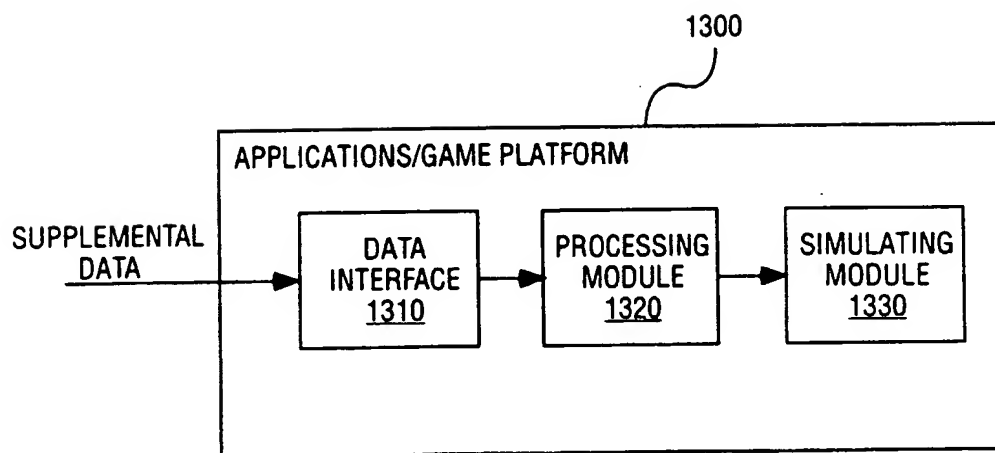 1300
APPLICATIONS/GAME PLATFORM
SUPPLEMENTAL
DATA
DATA
INTERFACE
1310
PROCESSING
MODULE
1320
SIMULATING
MODULE
1330